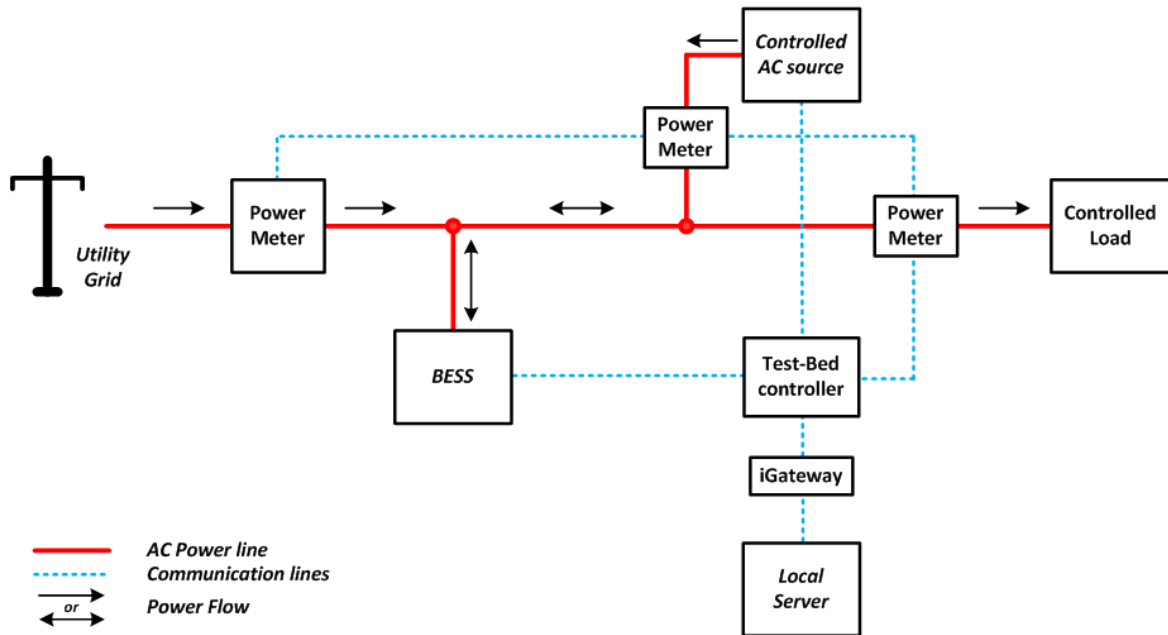 Controlled
AC source
Power
Meter
Utility
Grid
Power
Meter
Power
Meter
Controlled
Load
BESS
Test-Bed
controller
iGateway
Local
Server
AC Power line
Communication lines
or
Power Flow